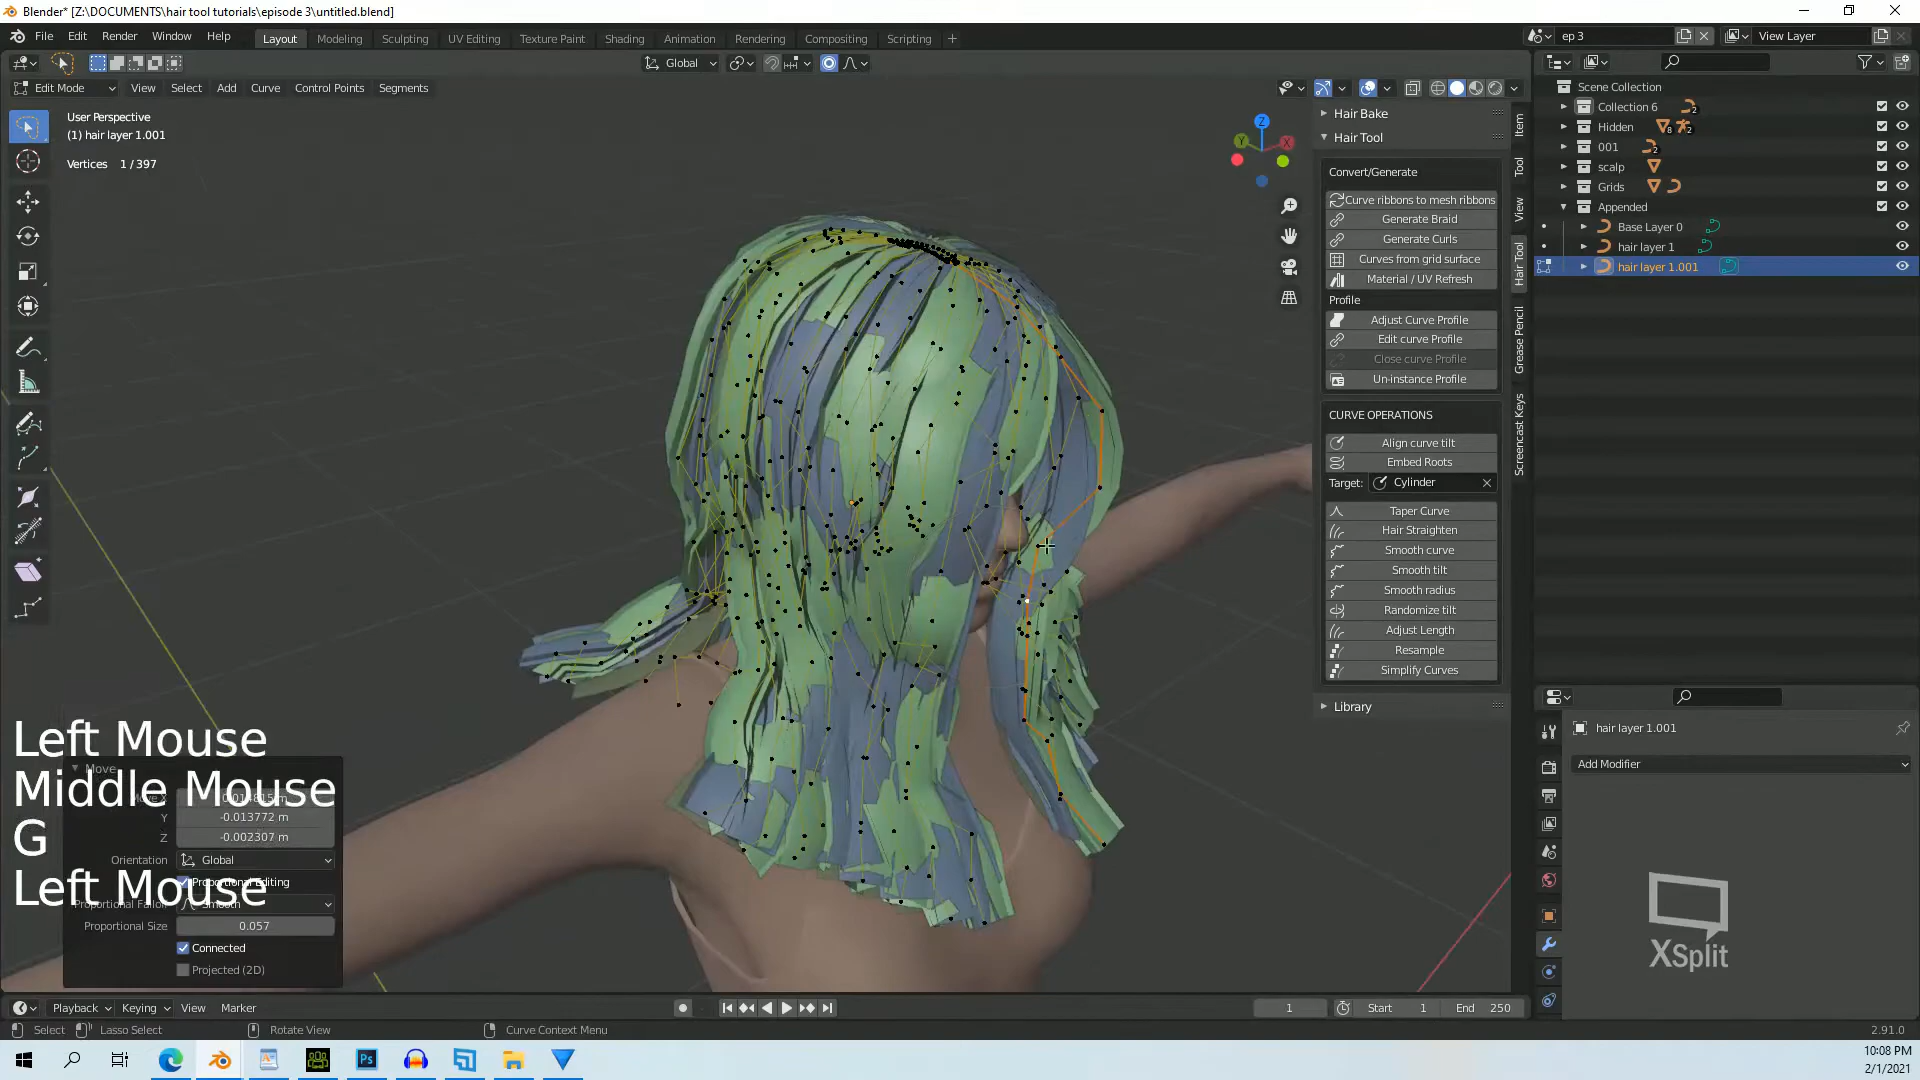 Blender* [Z:\DOCUMENTS\hair tool tutorials\episode 3\untitled.blend]
File Edit Render Window Help
Layout Modeling Sculpting UV Editing Texture Paint Shading Animation Rendering Compositing Scripting +
ep 3
View Layer
Global
Edit Mode View Select Add Curve Control Points Segments
User Perspective
(1) hair layer 1.001
Vertices 1 / 397
Z
Y
X
Hair Bake
Hair Tool
Convert/Generate
Curve ribbons to mesh ribbons
Generate Braid
Generate Curls
Curves from grid surface
Material / UV Refresh
Profile
Adjust Curve Profile
Edit curve Profile
Close curve Profile
Un-instance Profile
CURVE OPERATIONS
Align curve tilt
Embed Roots
Target: Cylinder
Taper Curve
Hair Straighten
Smooth curve
Smooth tilt
Smooth radius
Randomize tilt
Adjust Length
Resample
Simplify Curves
Library
Item
Tool
View
Hair Tool
Grease Pencil
Screencast Keys
Scene Collection
Collection 6 2
Hidden 8 2
001 2
scalp
Grids
Appended
Base Layer 0
hair layer 1
hair layer 1.001
hair layer 1.001
Add Modifier
XSplit
Left Mouse
Middle Mouse
G
Left Mouse
Move
Y -0.013772 m
Z -0.002307 m
Orientation Global
Proportional Editing
Proportional Size 0.057
Connected
Projected (2D)
Playback Keying View Marker
1 Start 1 End 250
Select Lasso Select Rotate View Curve Context Menu 2.91.0
10:08 PM
2/1/2021